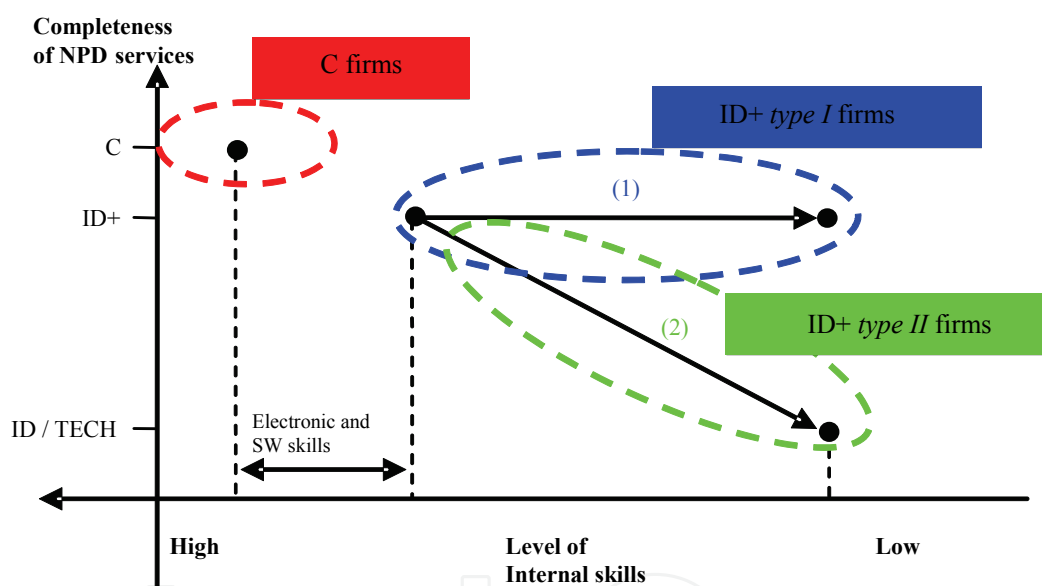 Completeness
of NPD services
C firms
ID+ type I firms
C
(1)
ID+
ID+ type II firms
(2)
ID / TECH
Electronic and
SW skills
High
Level of
Internal skills
Low